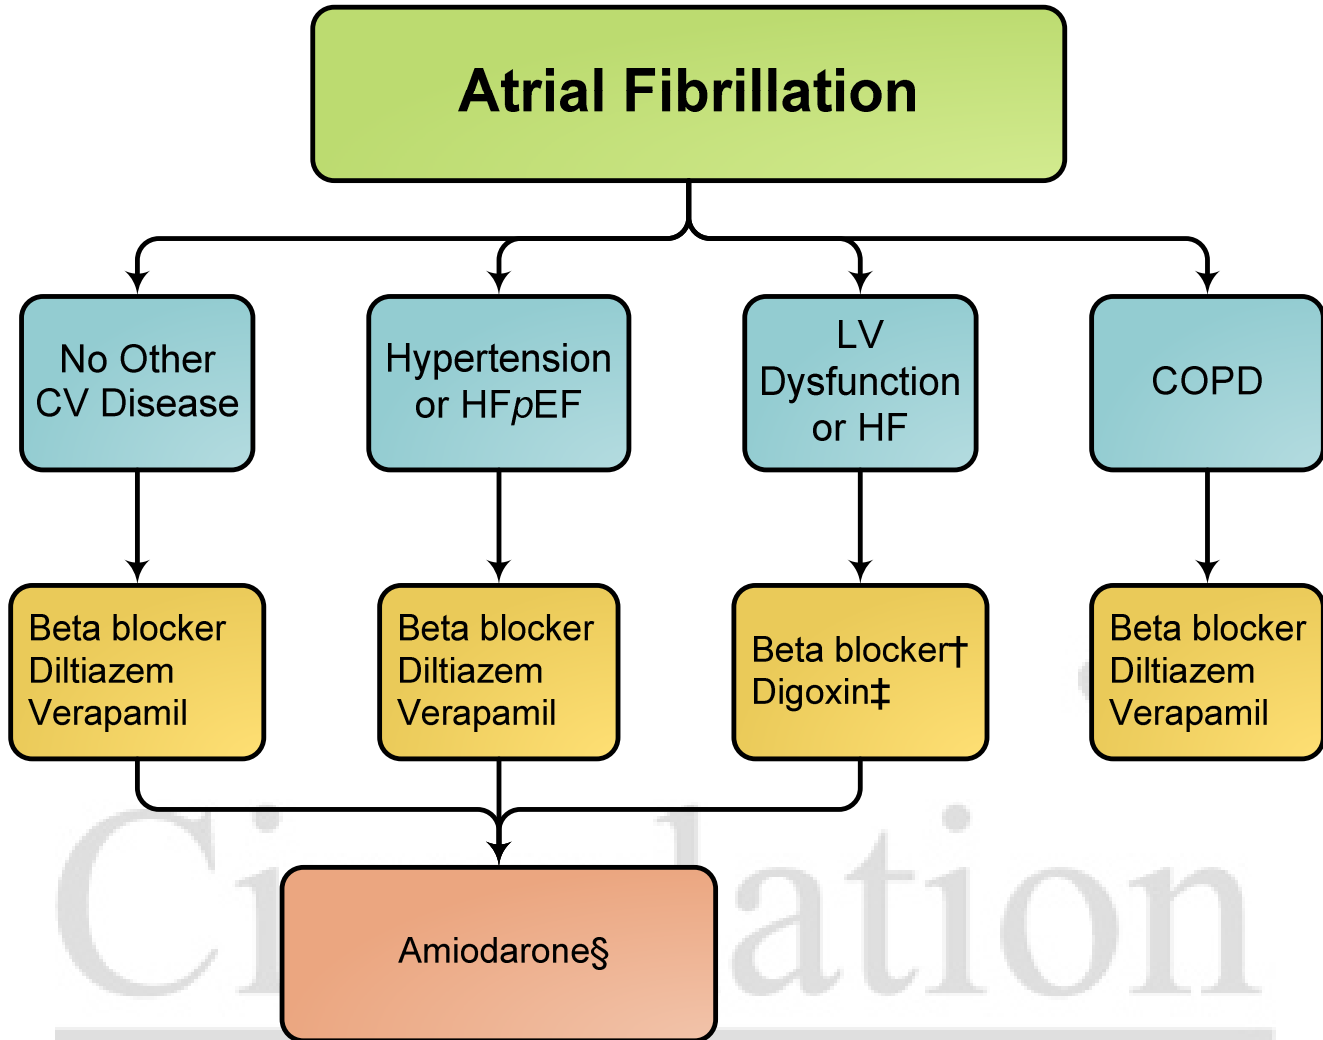 Atrial Fibrillation
No Other
CV Disease
Hypertension
or HFpEF
LV
Dysfunction
or HF
COPD
Beta blocker
Diltiazem
Verapamil
Beta blocker
Diltiazem
Verapamil
Beta blocker†
Digoxin‡
Beta blocker
Diltiazem
Verapamil
Amiodarone§